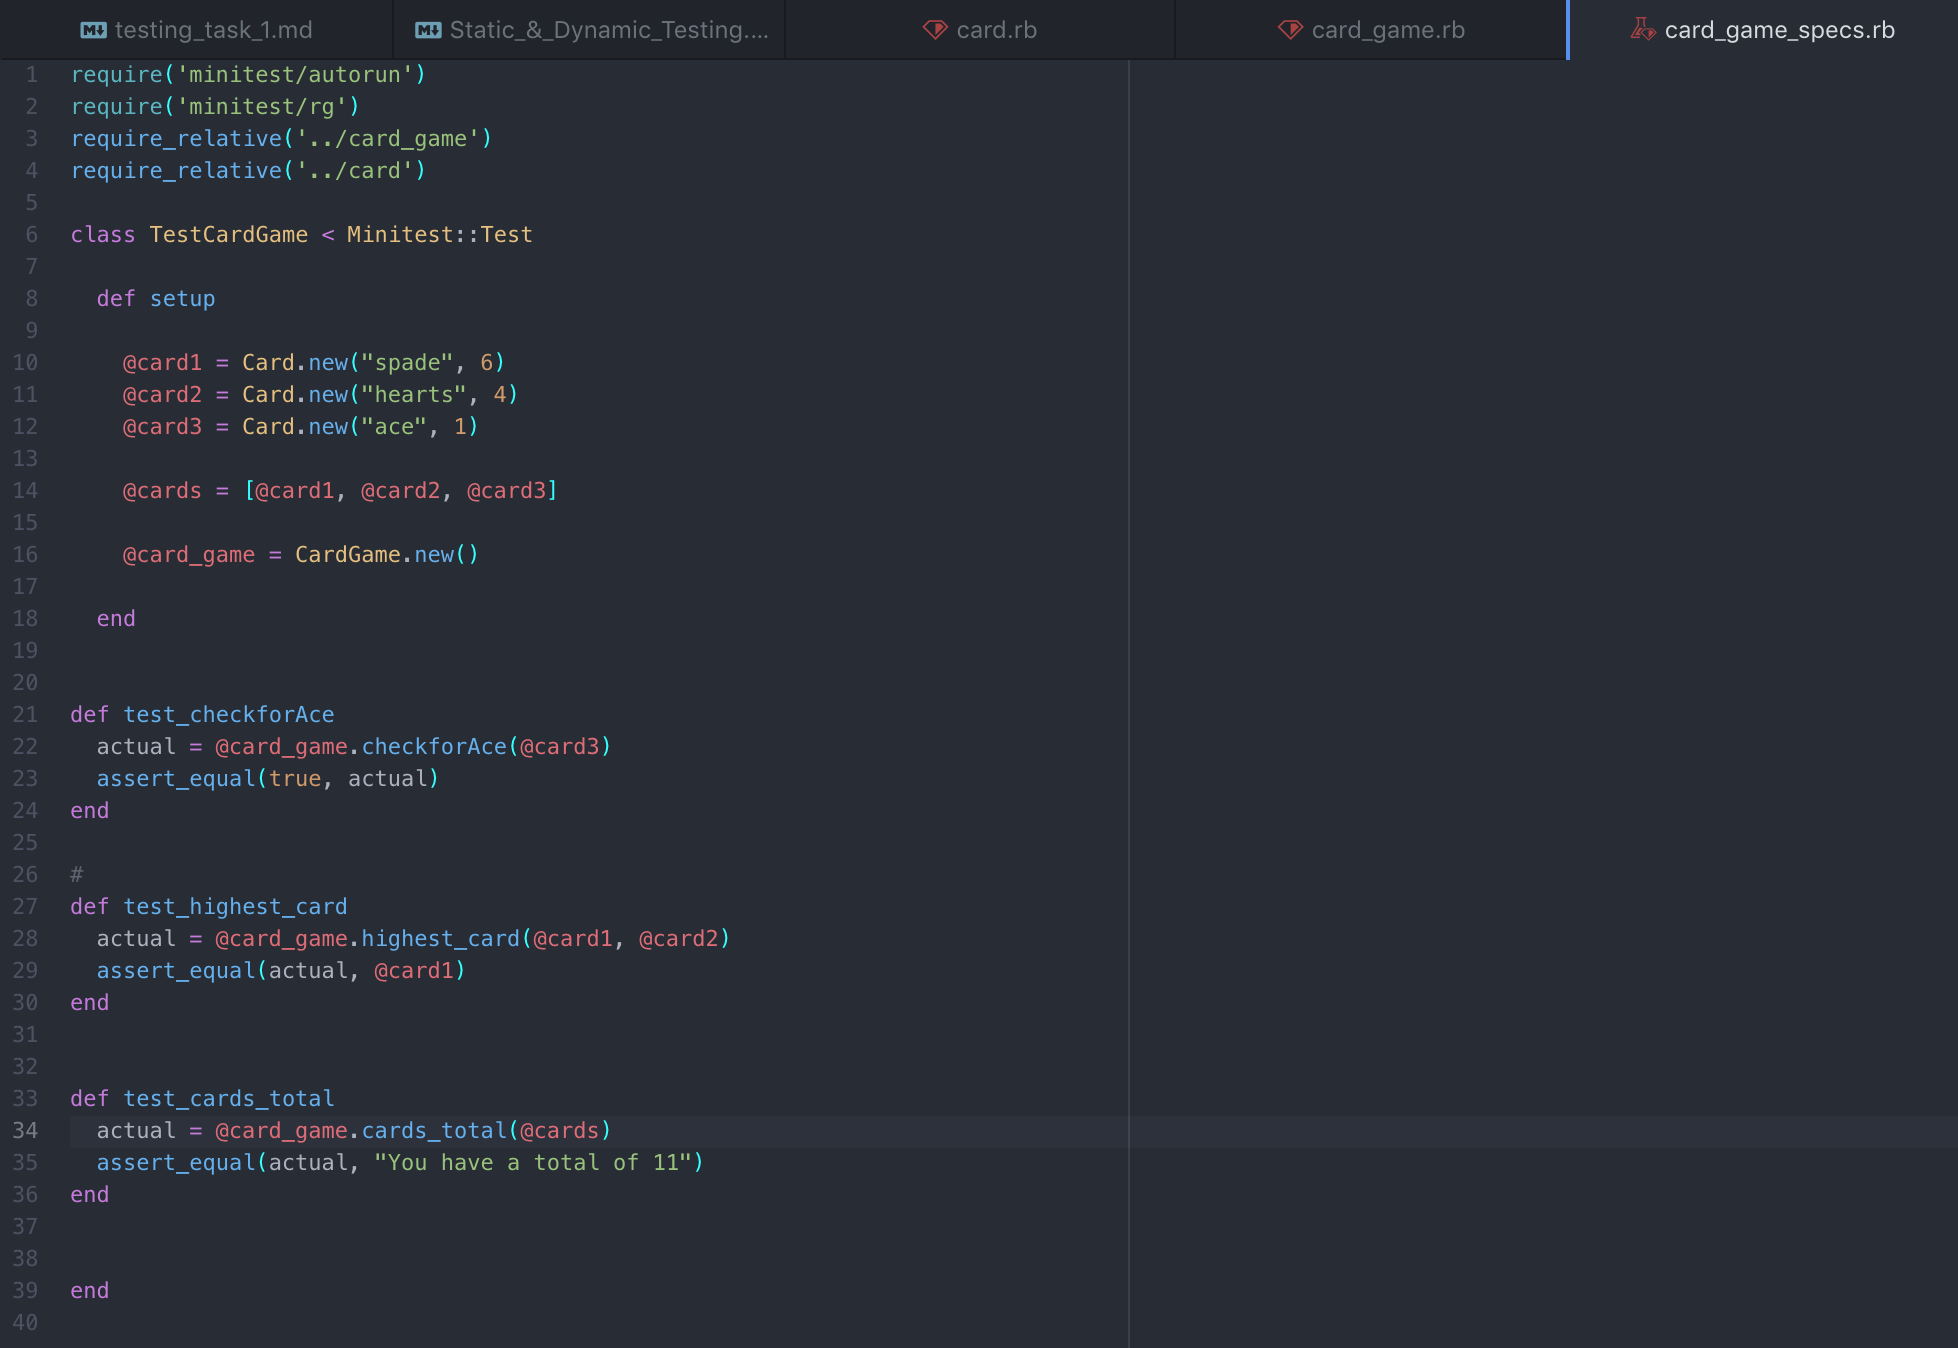 testing_task_1.md
Static_&_Dynamic_Testing....
card.rb
card_game.rb
card_game_specs.rb
1 require('minitest/autorun')
2 require('minitest/rg')
3 require_relative('../card_game')
4 require_relative('../card')
5
6 class TestCardGame < Minitest::Test
7
8   def setup
9
10     @card1 = Card.new("spade", 6)
11     @card2 = Card.new("hearts", 4)
12     @card3 = Card.new("ace", 1)
13
14     @cards = [@card1, @card2, @card3]
15
16     @card_game = CardGame.new()
17
18   end
19
20
21 def test_checkforAce
22   actual = @card_game.checkforAce(@card3)
23   assert_equal(true, actual)
24 end
25
26 #
27 def test_highest_card
28   actual = @card_game.highest_card(@card1, @card2)
29   assert_equal(actual, @card1)
30 end
31
32
33 def test_cards_total
34   actual = @card_game.cards_total(@cards)
35   assert_equal(actual, "You have a total of 11")
36 end
37
38
39 end
40